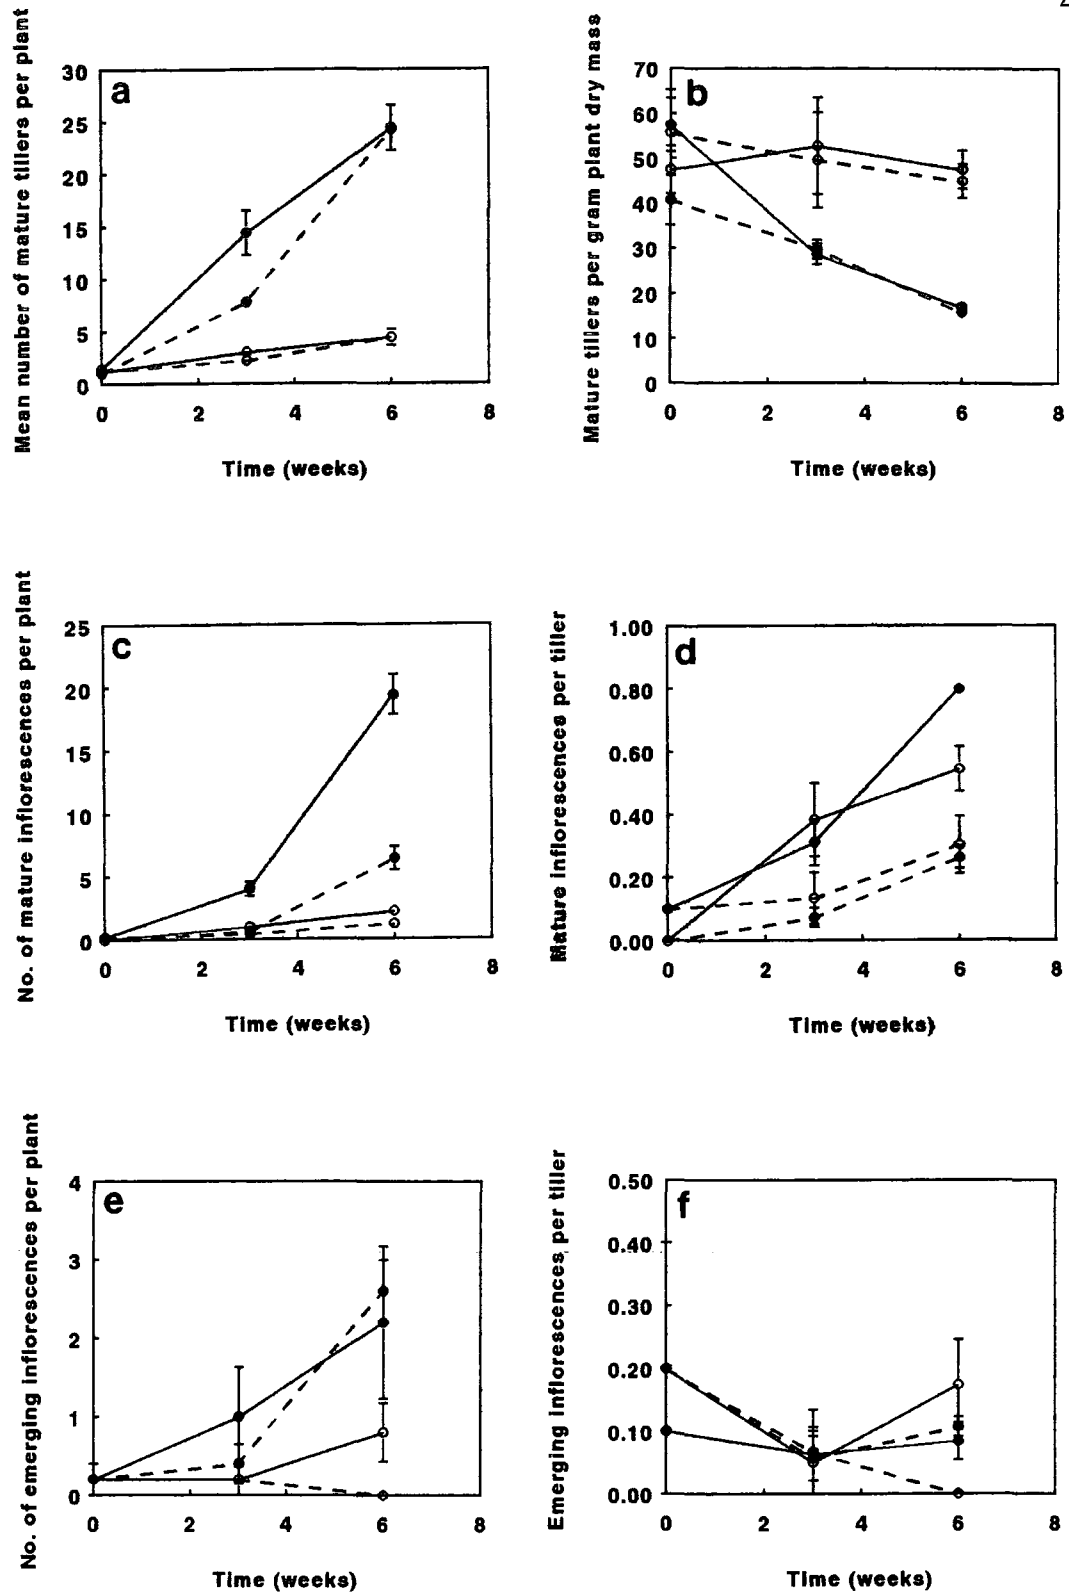 Mean number of mature tillers per plant
30
25
20
15
10
5
0
a
0 2 4 6 8
Time (weeks)
Mature tillers per gram plant dry mass
70
60
50
40
30
20
10
0
b
0 2 4 6 8
Time (weeks)
No. of mature inflorescences per plant
25
20
15
10
5
0
c
0 2 4 6 8
Time (weeks)
Mature inflorescences per tiller
1.00
0.80
0.60
0.40
0.20
0.00
d
0 2 4 6 8
Time (weeks)
No. of emerging inflorescences per plant
4
3
2
1
0
e
0 2 4 6 8
Time (weeks)
Emerging inflorescences per tiller
0.50
0.40
0.30
0.20
0.10
0.00
f
0 2 4 6 8
Time (weeks)